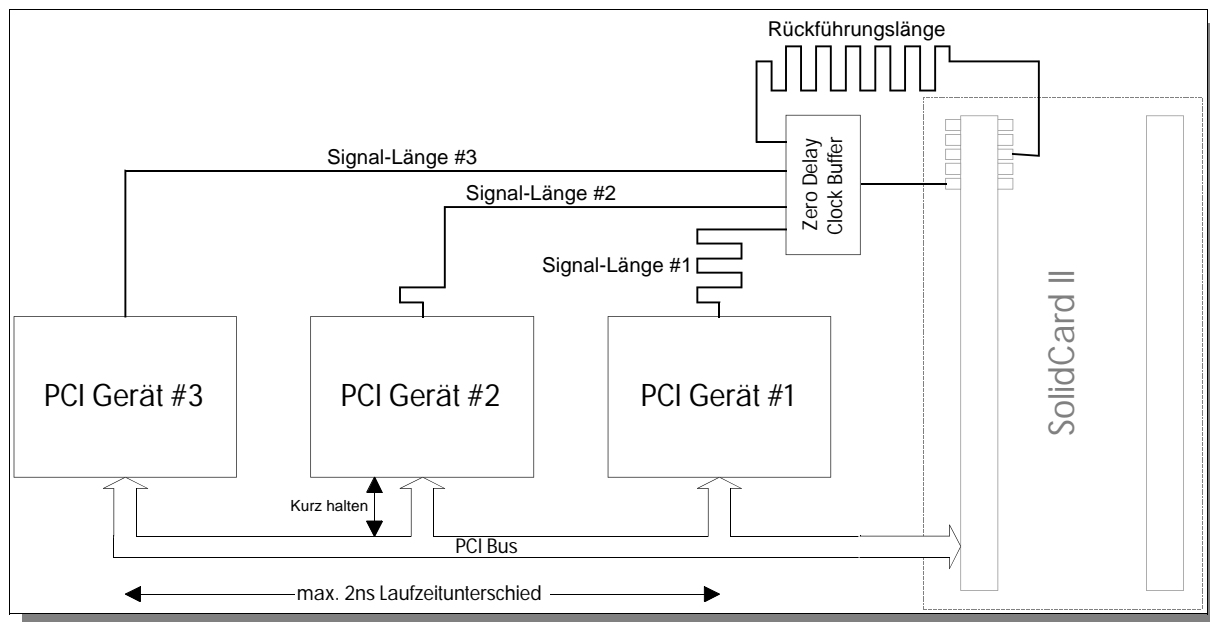 Rückführungslänge
Signal-Länge #3
Zero Delay
Clock Buffer
Signal-Länge #2
Signal-Länge #1
SolidCard II
PCI Gerät #3
PCI Gerät #2
PCI Gerät #1
Kurz halten
PCI Bus
max. 2ns Laufzeitunterschied